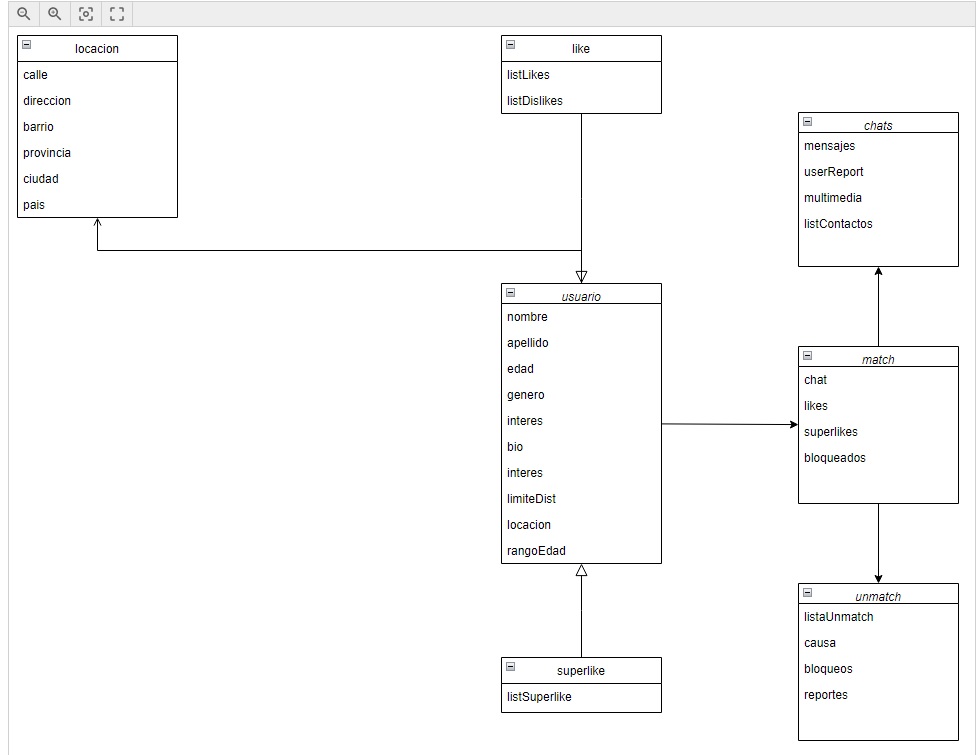 locacion
calle
direccion
barrio
provincia
ciudad
pais
like
listLikes
listDislikes
chats
mensajes
userReport
multimedia
listContactos
usuario
nombre
apellido
edad
genero
interes
bio
interes
limiteDist
locacion
rangoEdad
match
chat
likes
superlikes
bloqueados
superlike
listSuperlike
unmatch
listaUnmatch
causa
bloqueos
reportes